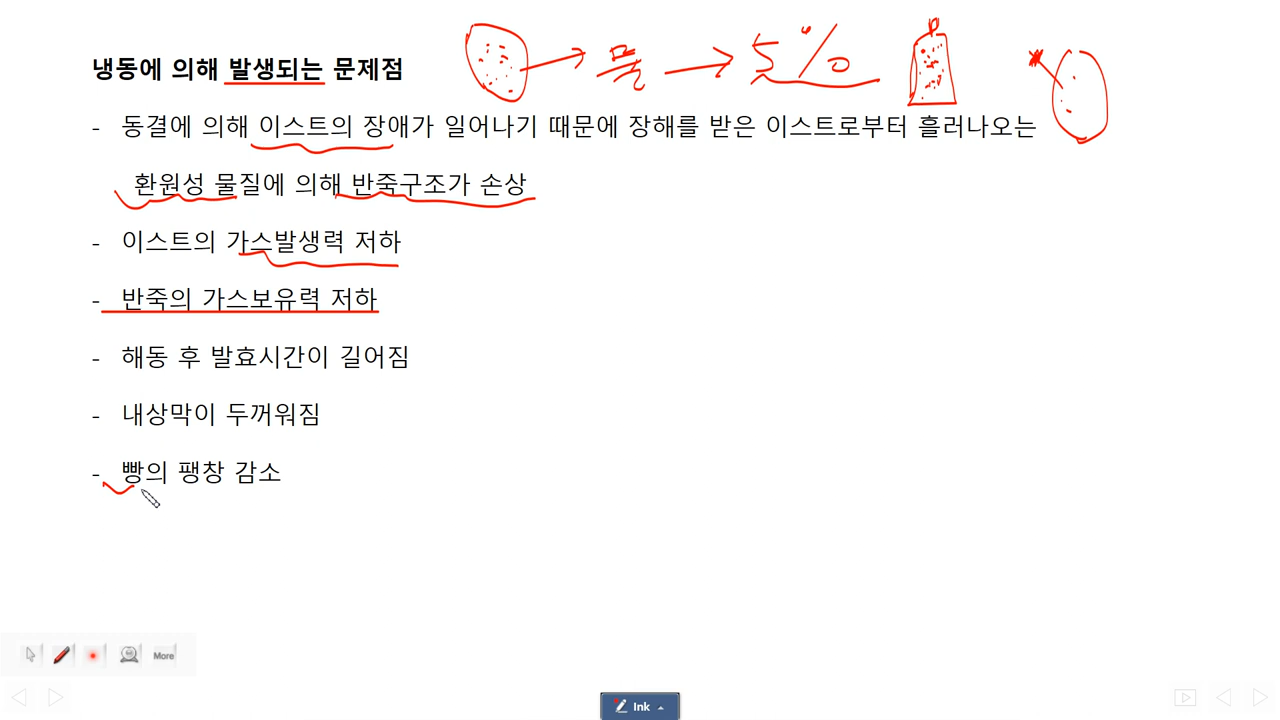 물 5%
냉동에 의해 발생되는 문제점
- 동결에 의해 이스트의 장애가 일어나기 때문에 장해를 받은 이스트로부터 흘러나오는
환원성 물질에 의해 반죽구조가 손상
- 이스트의 가스발생력 저하
- 반죽의 가스보유력 저하
- 해동 후 발효시간이 길어짐
- 내상막이 두꺼워짐
- 빵의 팽창 감소
More
Ink